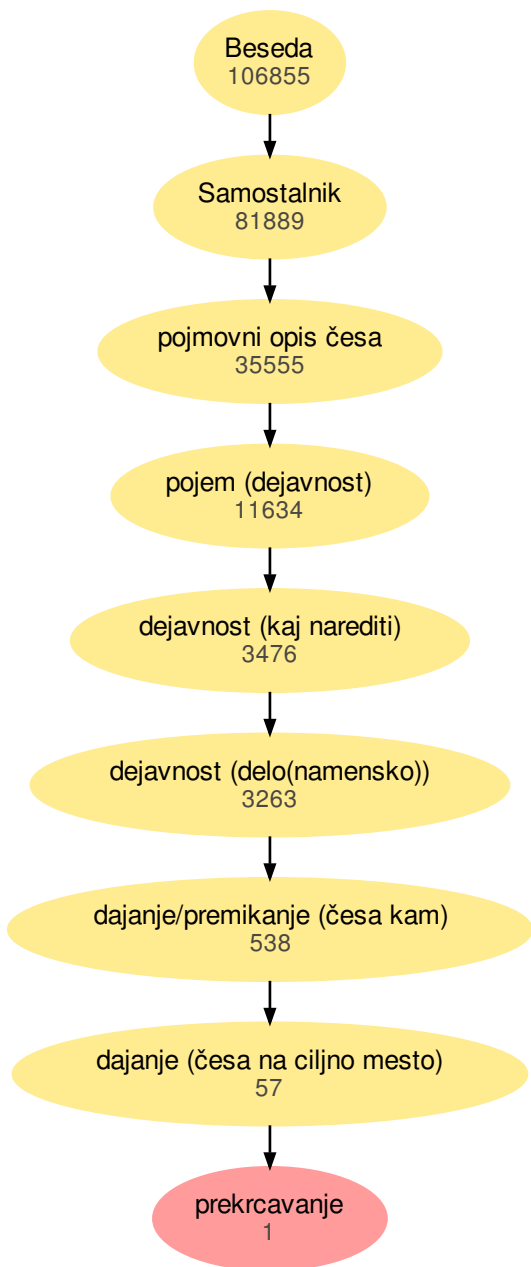 Beseda
106855
Samostalnik
81889
pojmovni opis česa
35555
pojem (dejavnost)
11634
dejavnost (kaj narediti)
3476
dejavnost (delo(namensko))
3263
dajanje/premikanje (česa kam)
538
dajanje (česa na ciljno mesto)
57
prekrcavanje
1